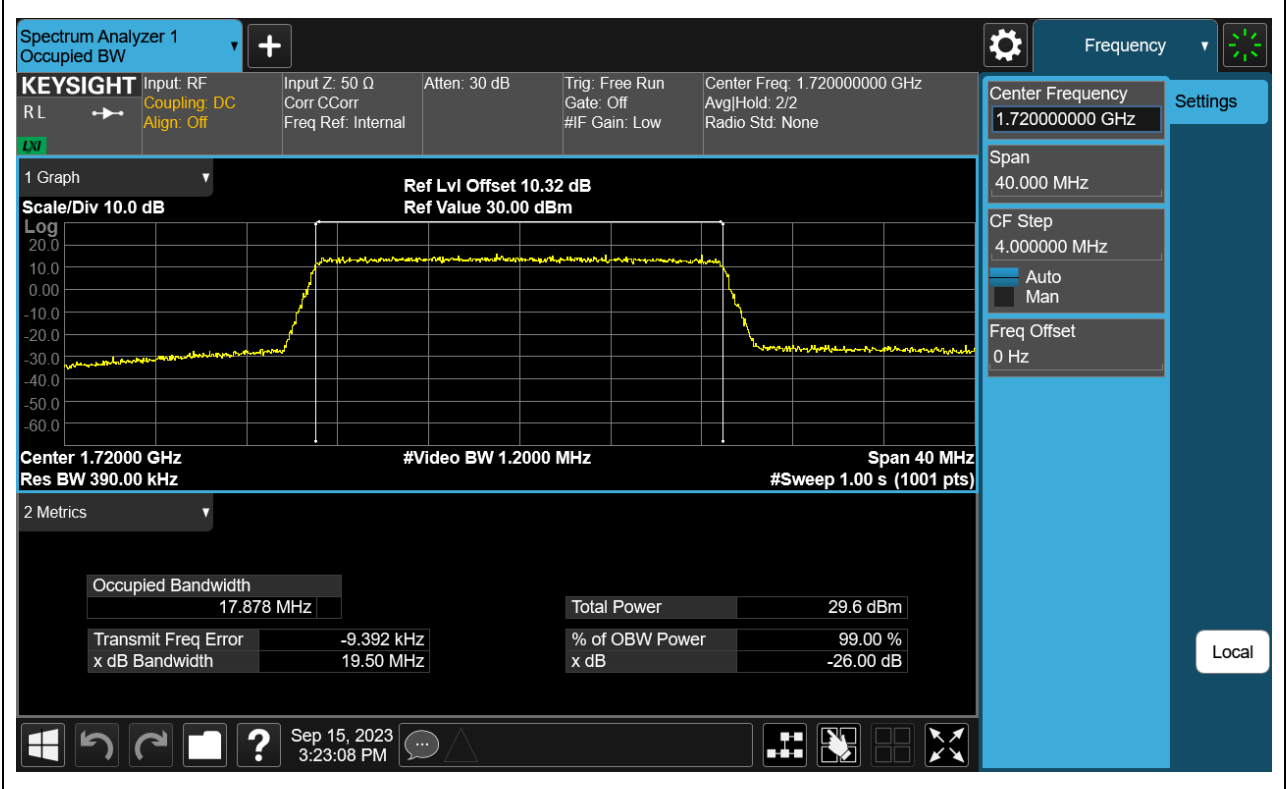 Spectrum Analyzer 1
Occupied BW
Frequency
KEYSIGHT
R L
LXI
Input: RF
Coupling: DC
Align: Off
Input Z: 50 Ω
Corr CCorr
Freq Ref: Internal
Atten: 30 dB
Trig: Free Run
Gate: Off
#IF Gain: Low
Center Freq: 1.720000000 GHz
Avg|Hold: 2/2
Radio Std: None
Center Frequency
1.720000000 GHz
Settings
Span
40.000 MHz
CF Step
4.000000 MHz
Auto
Man
Freq Offset
0 Hz
Local
1 Graph
Scale/Div 10.0 dB
Ref Lvl Offset 10.32 dB
Ref Value 30.00 dBm
Log
20.0
10.0
0.00
-10.0
-20.0
-30.0
-40.0
-50.0
-60.0
Center 1.72000 GHz
#Video BW 1.2000 MHz
Span 40 MHz
Res BW 390.00 kHz
#Sweep 1.00 s (1001 pts)
2 Metrics
Occupied Bandwidth
17.878 MHz
Total Power 29.6 dBm
Transmit Freq Error -9.392 kHz
% of OBW Power 99.00 %
x dB Bandwidth 19.50 MHz
x dB -26.00 dB
?
Sep 15, 2023
3:23:08 PM